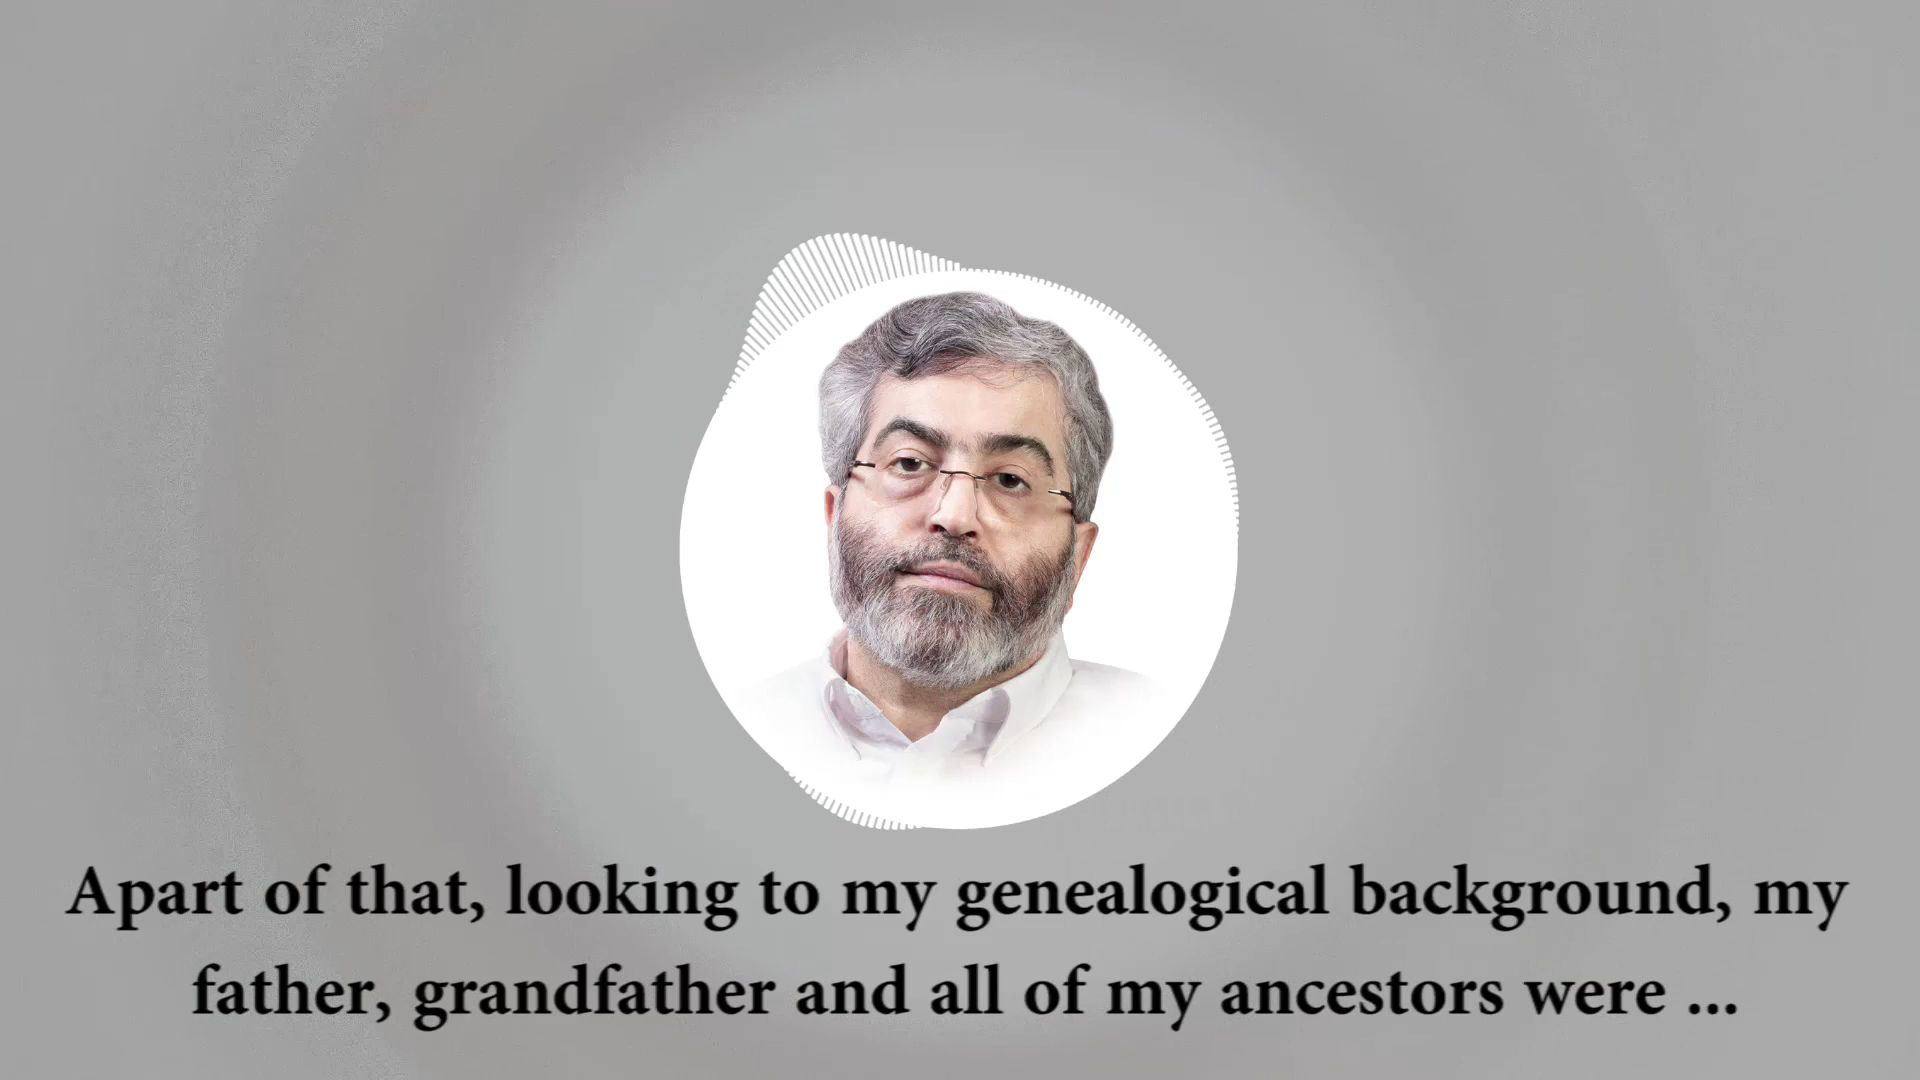 Apart of that, looking to my genealogical background, my
father, grandfather and all of my ancestors were ...